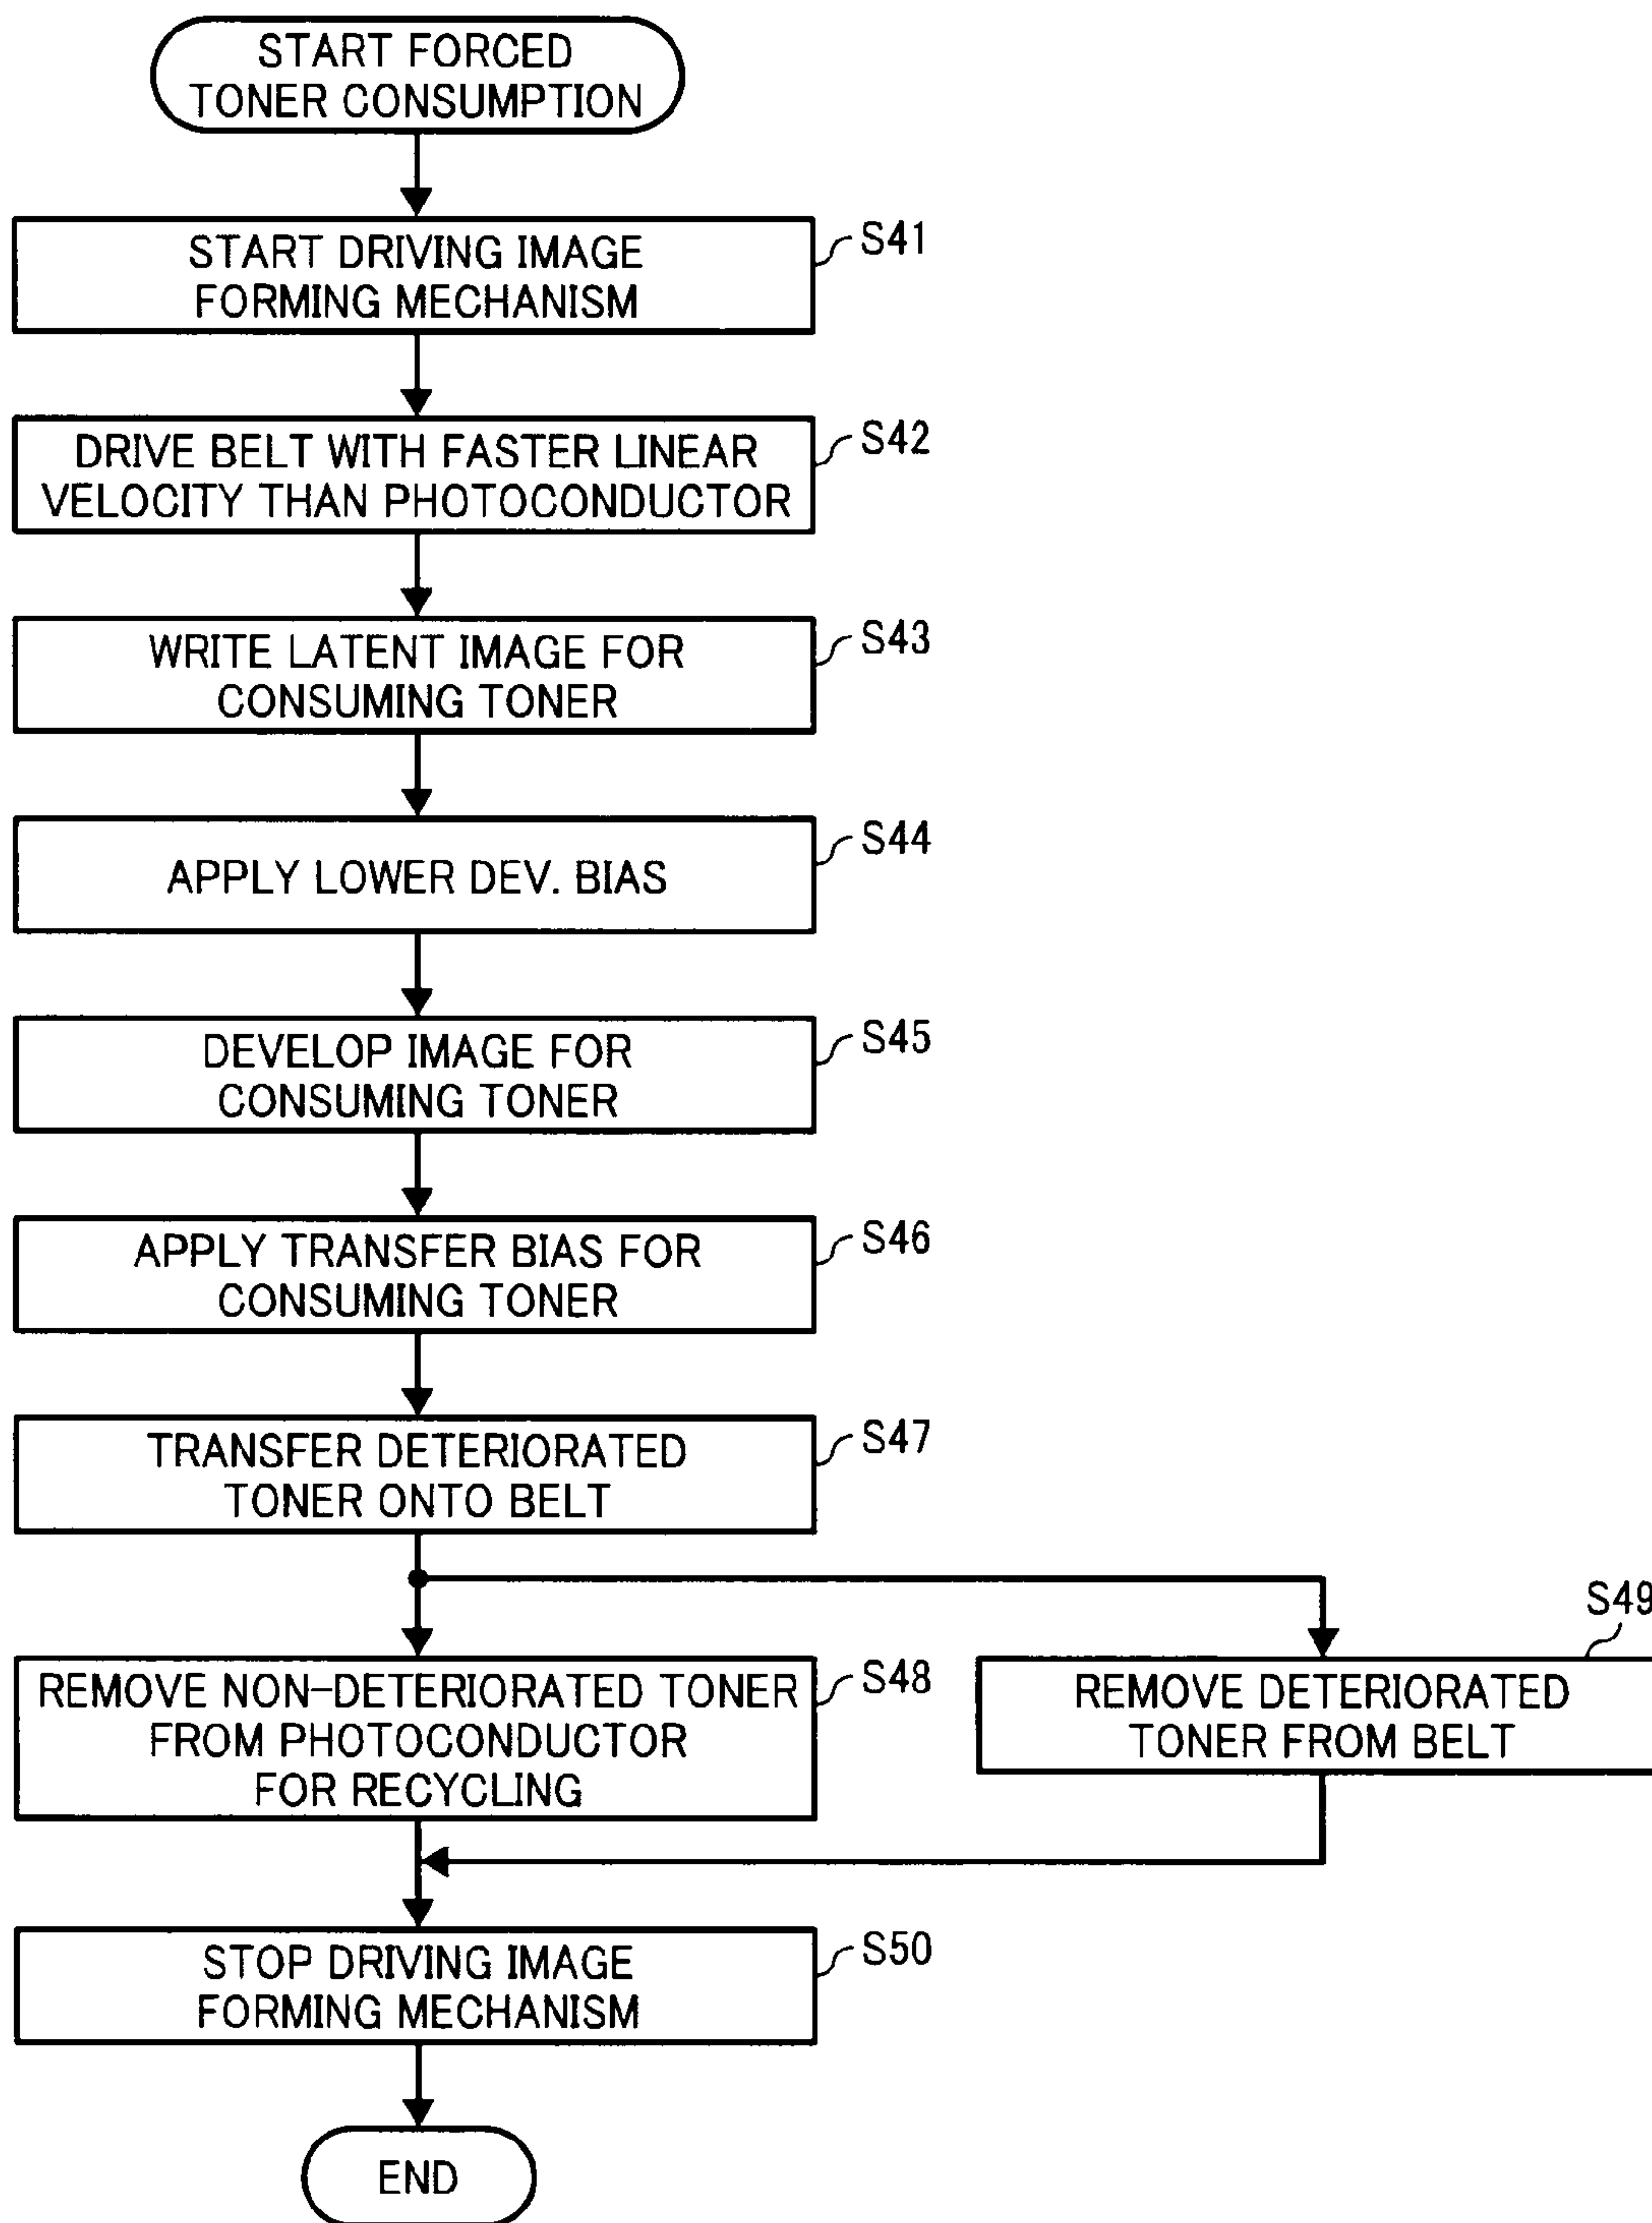 START FORCED
TONER CONSUMPTION
START DRIVING IMAGE
FORMING MECHANISM
S41
DRIVE BELT WITH FASTER LINEAR
VELOCITY THAN PHOTOCONDUCTOR
S42
WRITE LATENT IMAGE FOR
CONSUMING TONER
S43
APPLY LOWER DEV. BIAS
S44
DEVELOP IMAGE FOR
CONSUMING TONER
S45
APPLY TRANSFER BIAS FOR
CONSUMING TONER
S46
TRANSFER DETERIORATED
TONER ONTO BELT
S47
REMOVE NON-DETERIORATED TONER
FROM PHOTOCONDUCTOR
FOR RECYCLING
S48
REMOVE DETERIORATED
TONER FROM BELT
S49
STOP DRIVING IMAGE
FORMING MECHANISM
S50
END